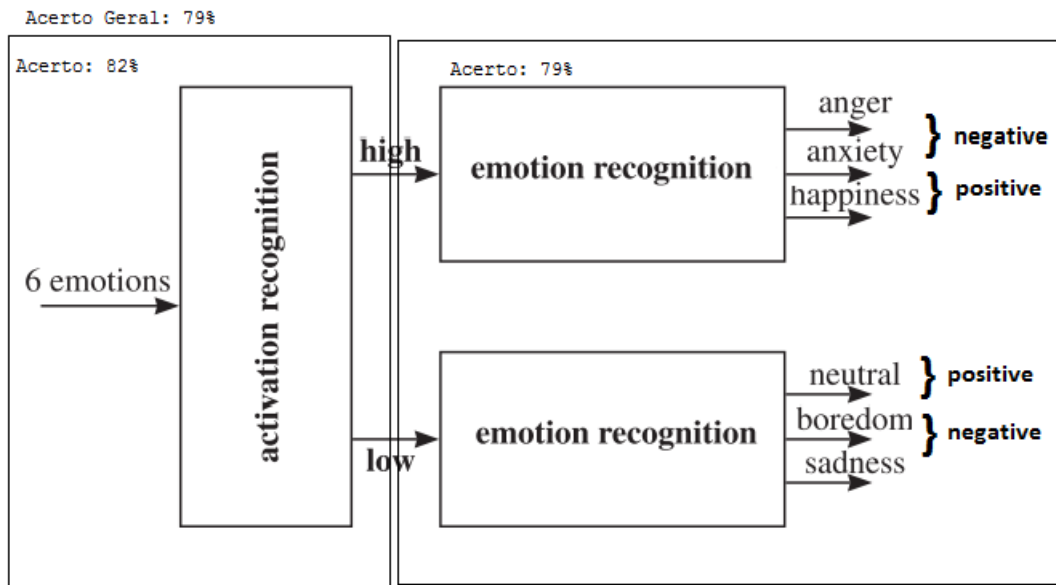 Acerto Geral: 79%
Acerto: 82%
6 emotions
activation recognition
high
low
Acerto: 79%
emotion recognition
anger
anxiety
happiness
} negative
} positive
emotion recognition
neutral
boredom
sadness
} positive
} negative